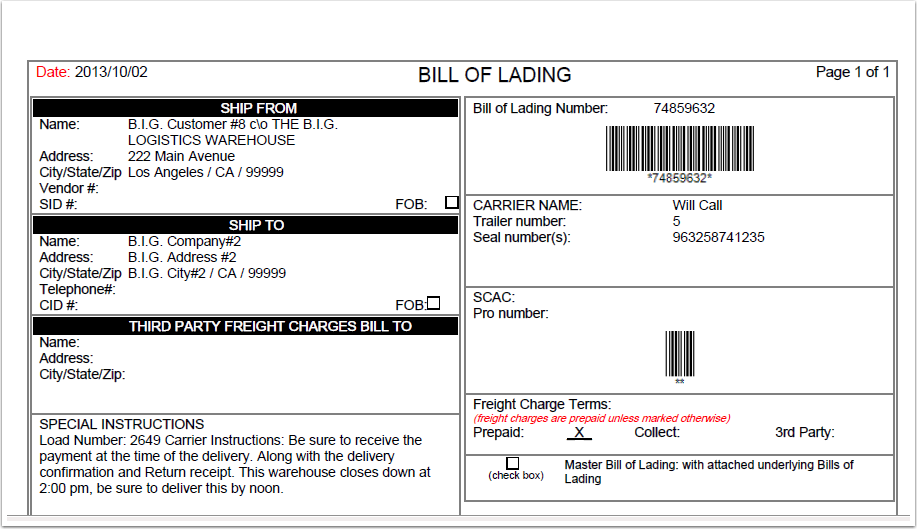 Date: 2013/10/02
BILL OF LADING
Page 1 of 1
SHIP FROM
Name: B.I.G. Customer #8 c\o THE B.I.G.
LOGISTICS WAREHOUSE
Address: 222 Main Avenue
City/State/Zip Los Angeles / CA / 99999
Vendor #:
SID #: FOB:
SHIP TO
Name: B.I.G. Company#2
Address: B.I.G. Address #2
City/State/Zip B.I.G. City#2 / CA / 99999
Telephone#:
CID #: FOB:
THIRD PARTY FREIGHT CHARGES BILL TO
Name:
Address:
City/State/Zip:
SPECIAL INSTRUCTIONS
Load Number: 2649 Carrier Instructions: Be sure to receive the
payment at the time of the delivery. Along with the delivery
confirmation and Return receipt. This warehouse closes down at
2:00 pm, be sure to deliver this by noon.
Bill of Lading Number: 74859632
*74859632*
CARRIER NAME: Will Call
Trailer number: 5
Seal number(s): 963258741235
SCAC:
Pro number:
**
Freight Charge Terms:
(freight charges are prepaid unless marked otherwise)
Prepaid: _X_ Collect: 3rd Party:
(check box)
Master Bill of Lading: with attached underlying Bills of
Lading